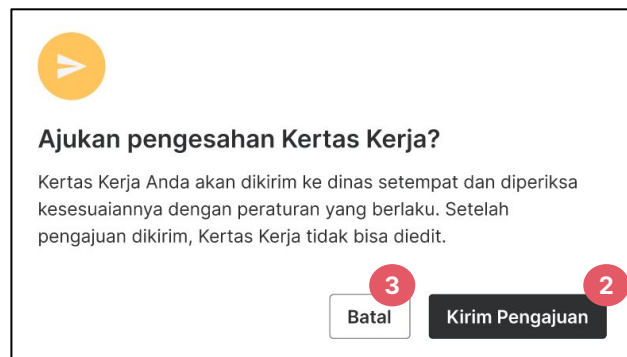 Ajukan pengesahan Kertas Kerja?
Kertas Kerja Anda akan dikirim ke dinas setempat dan diperiksa
kesesuaiannya dengan peraturan yang berlaku. Setelah
pengajuan dikirim, Kertas Kerja tidak bisa diedit.
3 2
Batal Kirim Pengajuan